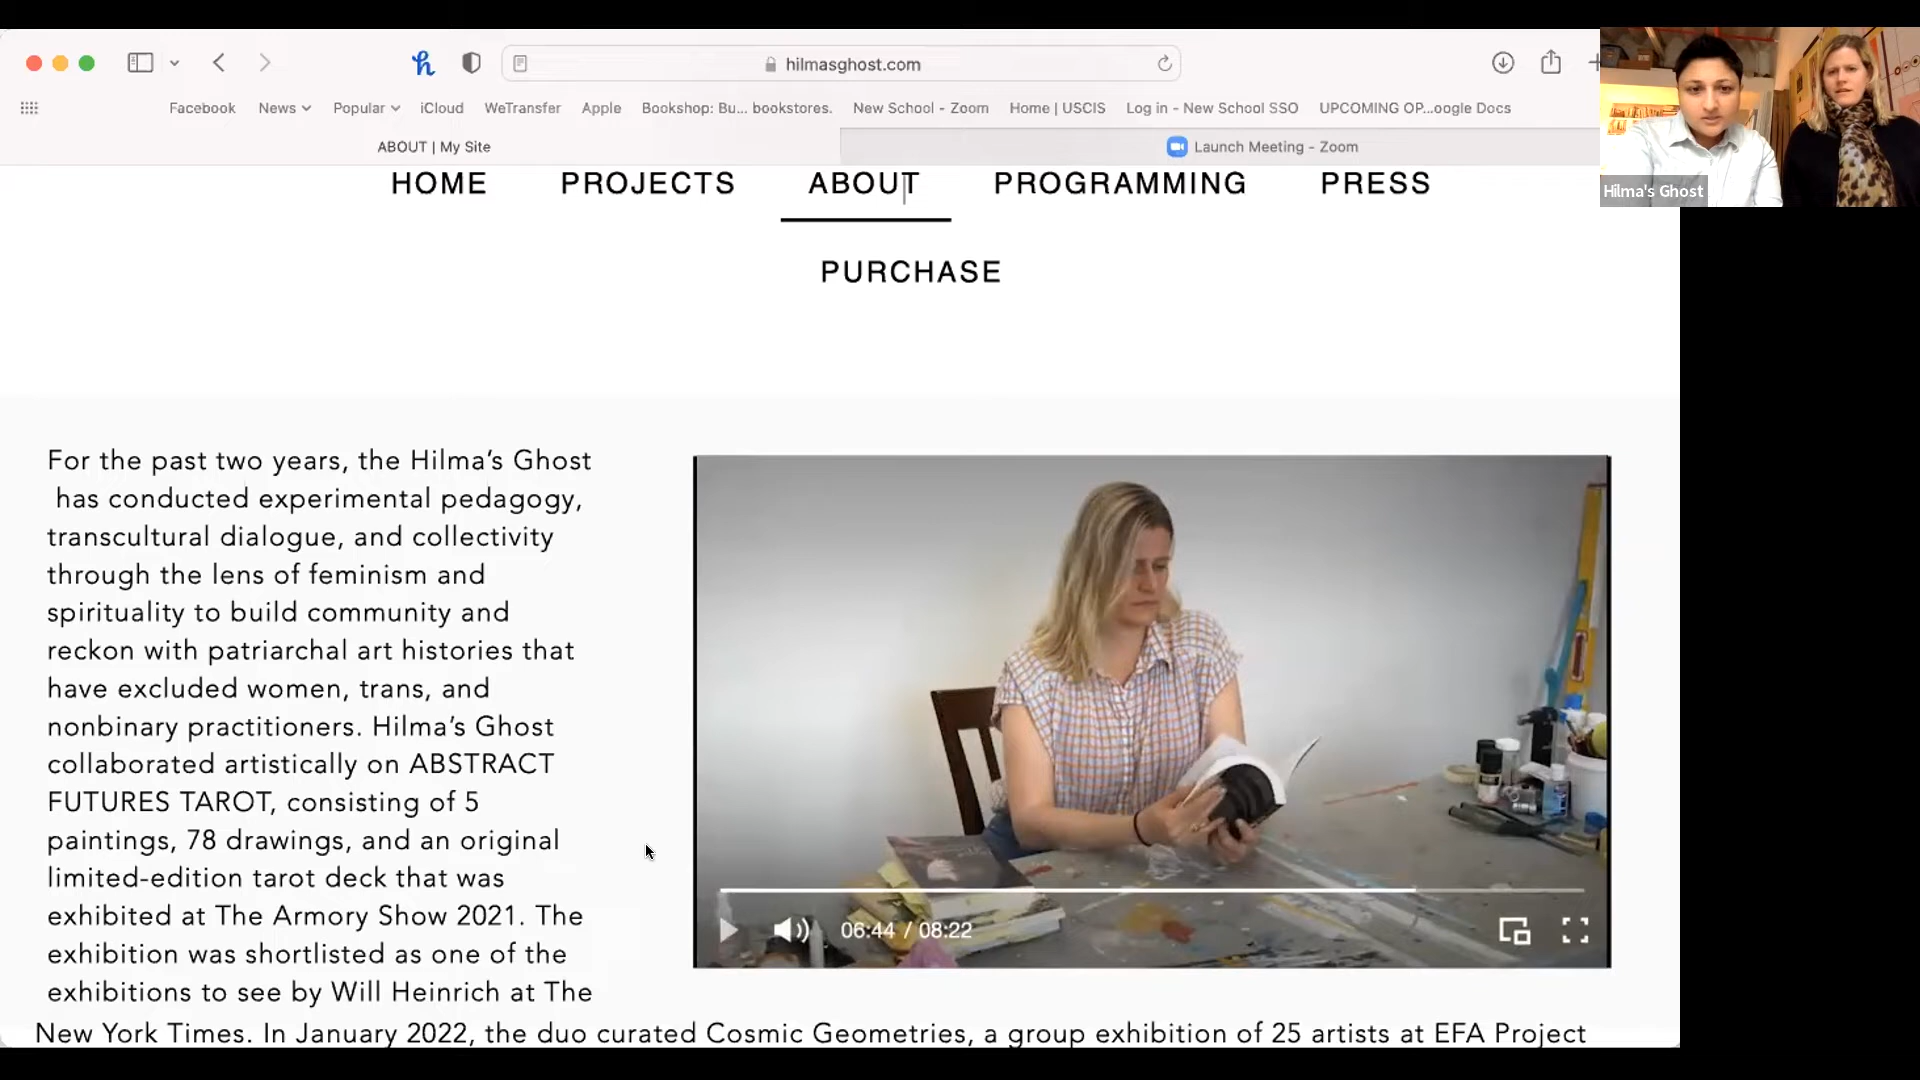 hilmasghost.com
Facebook News Popular iCloud WeTransfer Apple Bookshop: Bu... bookstores. New School - Zoom Home | USCIS Log in - New School SSO UPCOMING OP...oogle Docs
ABOUT | My Site Launch Meeting - Zoom
Hilma's Ghost
HOME PROJECTS ABOUT PROGRAMMING PRESS
PURCHASE
For the past two years, the Hilma’s Ghost
has conducted experimental pedagogy,
transcultural dialogue, and collectivity
through the lens of feminism and
spirituality to build community and
reckon with patriarchal art histories that
have excluded women, trans, and
nonbinary practitioners. Hilma’s Ghost
collaborated artistically on ABSTRACT
FUTURES TAROT, consisting of 5
paintings, 78 drawings, and an original
limited-edition tarot deck that was
exhibited at The Armory Show 2021. The
exhibition was shortlisted as one of the
exhibitions to see by Will Heinrich at The
New York Times. In January 2022, the duo curated Cosmic Geometries, a group exhibition of 25 artists at EFA Project
06:44 / 08:22